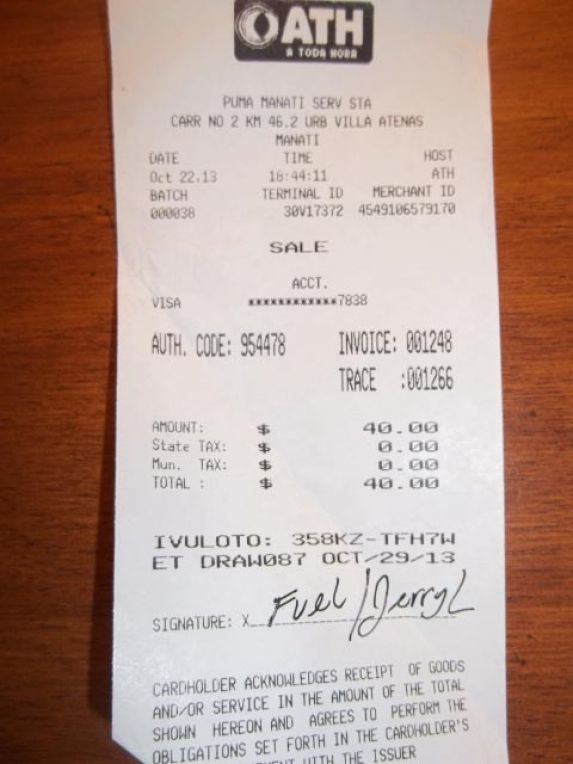 ATH
A TODA HORA
PUMA MANATI SERV STA
CARR NO 2 KM 46.2 URB VILLA ATENAS
MANATI
DATE TIME HOST
Oct 22,13 18:44:11 ATH
BATCH TERMINAL ID MERCHANT ID
000038 30V17372 4549106579170
SALE
ACCT.
VISA ************7838
AUTH. CODE: 954478 INVOICE: 001248
TRACE :001266
AMOUNT: $ 40.00
State TAX: $ 0.00
Mun. TAX: $ 0.00
TOTAL : $ 40.00
IVULOTO: 358KZ-TFH7W
ET DRAW087 OCT/29/13
SIGNATURE: X Fuel/Jerry L
CARDHOLDER ACKNOWLEDGES RECEIPT OF GOODS
AND/OR SERVICE IN THE AMOUNT OF THE TOTAL
SHOWN HEREON AND AGREES TO PERFORM THE
OBLIGATIONS SET FORTH IN THE CARDHOLDER'S
WITH THE ISSUER